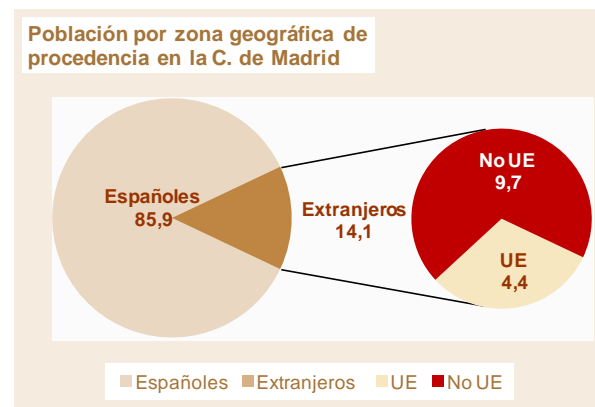 Población por zona geográfica de
procedencia en la C. de Madrid
Españoles
85,9
Extranjeros
14,1
No UE
9,7
UE
4,4
Españoles Extranjeros UE No UE